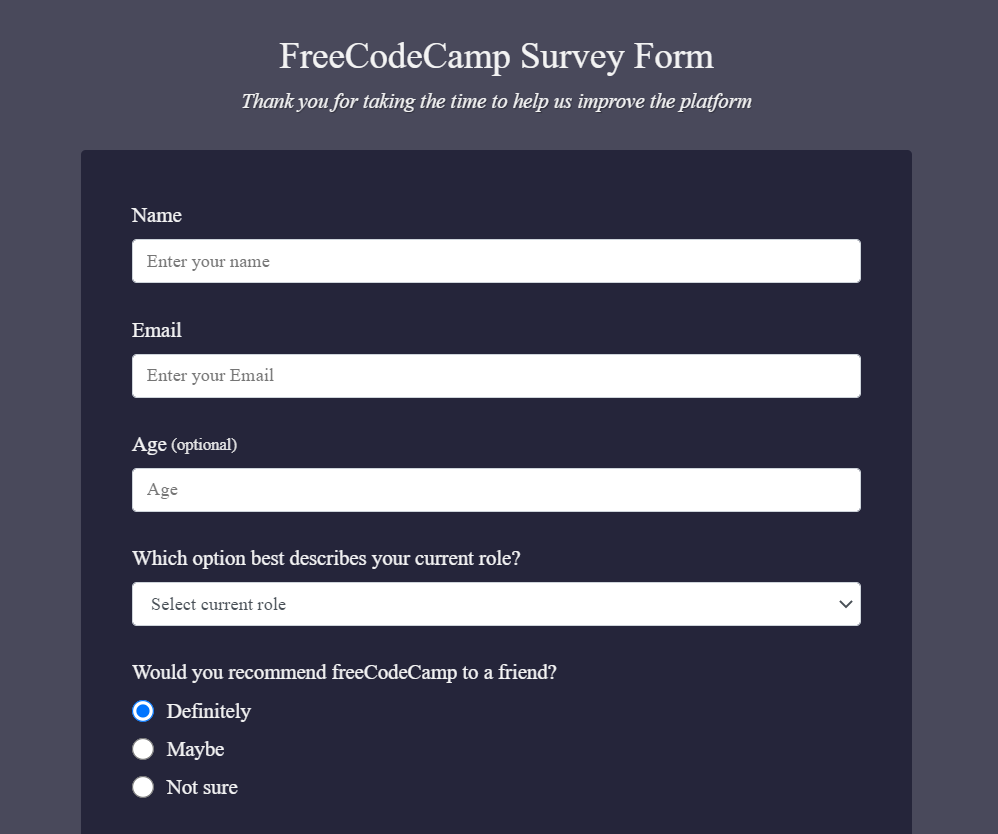 FreeCodeCamp Survey Form
Thank you for taking the time to help us improve the platform
Name
Enter your name
Email
Enter your Email
Age (optional)
Age
Which option best describes your current role?
Select current role
Would you recommend freeCodeCamp to a friend?
Definitely
Maybe
Not sure